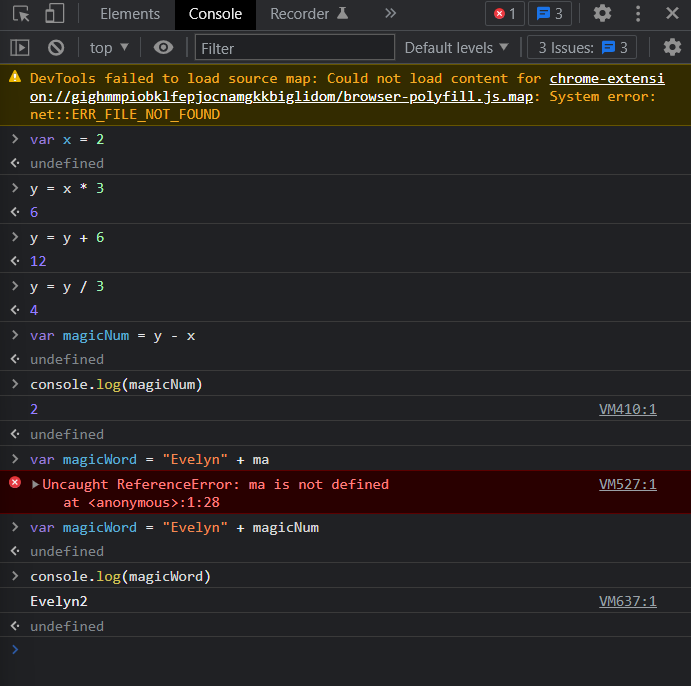 Elements Console Recorder 1 3
top Filter Default levels 3 Issues: 3
DevTools failed to load source map: Could not load content for chrome-extensi
on://gighmmpiobklfepjocnamgkkbiglidom/browser-polyfill.js.map: System error:
net::ERR_FILE_NOT_FOUND
var x = 2
undefined
y = x * 3
6
y = y + 6
12
y = y / 3
4
var magicNum = y - x
undefined
console.log(magicNum)
2 VM410:1
undefined
var magicWord = "Evelyn" + ma
Uncaught ReferenceError: ma is not defined VM527:1
at <anonymous>:1:28
var magicWord = "Evelyn" + magicNum
undefined
console.log(magicWord)
Evelyn2 VM637:1
undefined